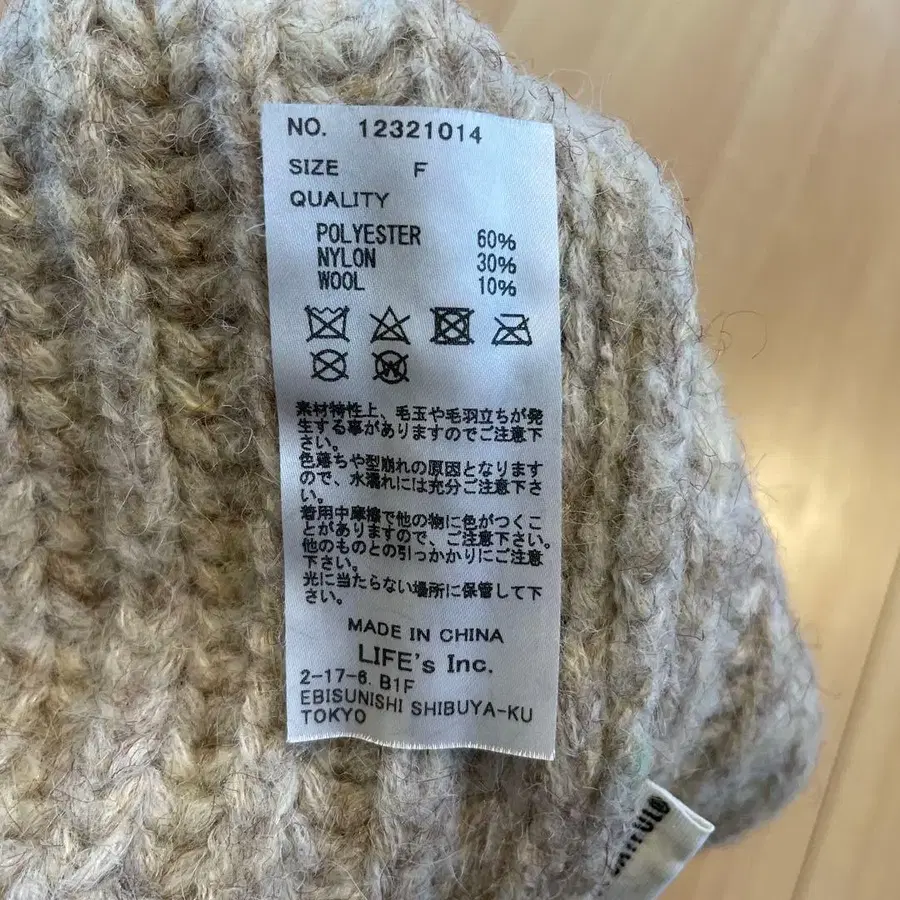 NO. 12321014
SIZE F
QUALITY
POLYESTER 60%
NYLON 30%
WOOL 10%
W
素材特性上、毛玉や毛羽立ちが発
生する事がありますのでご注意下
さい。
色落ちや型崩れの原因となります
ので、水濡れには充分ご注意下さ
い。
着用中摩擦で他の物に色がつくこ
とがありますので、ご注意下さい。
他のものとの引っかかりにご注意
下さい。
光に当たらない場所に保管して下
さい。
MADE IN CHINA
LIFE's Inc.
2-17-6. B1F
EBISUNISHI SHIBUYA-KU
TOKYO